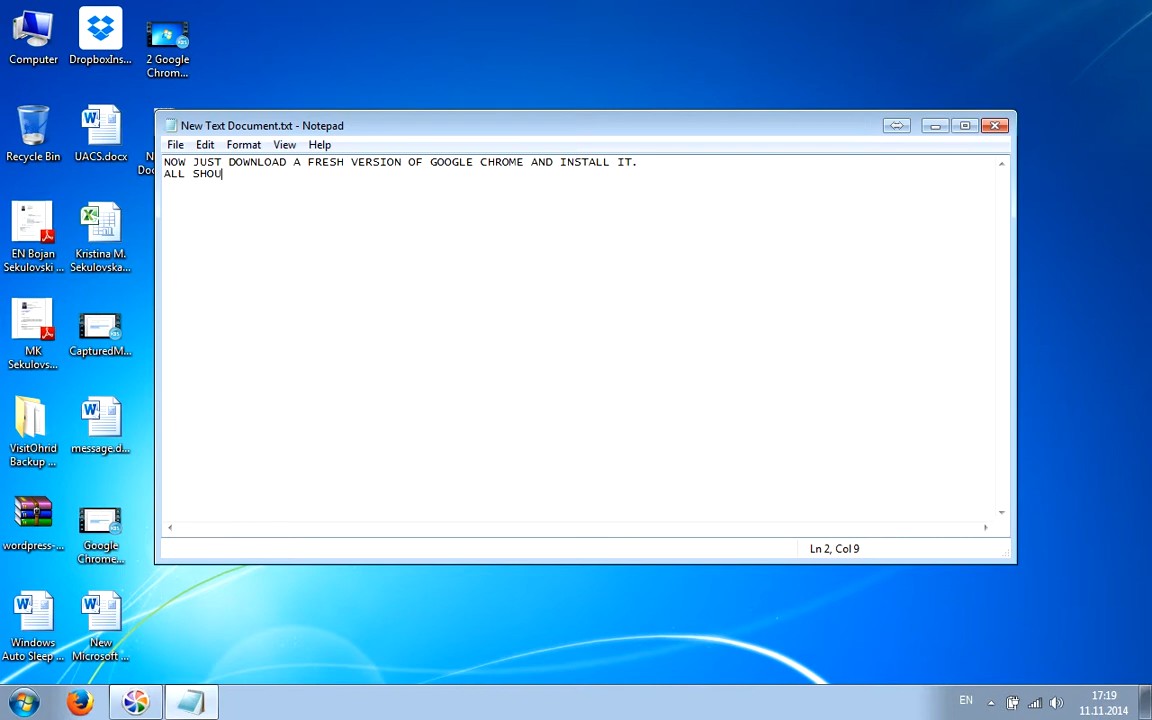 Computer
DropboxIns...
2 Google
Chrom...
Recycle Bin
UACS.docx
EN Bojan
Sekulovski ...
Kristina M.
Sekulovska...
MK
Sekulovs...
CapturedM...
VisitOhrid
Backup ...
message.d...
wordpress-...
Google
Chrome...
Windows
Auto Sleep ...
New
Microsoft ...
New Text Document.txt - Notepad
File Edit Format View Help
NOW JUST DOWNLOAD A FRESH VERSION OF GOOGLE CHROME AND INSTALL IT.
ALL SHOU
Ln 2, Col 9
EN
17:19
11.11.2014